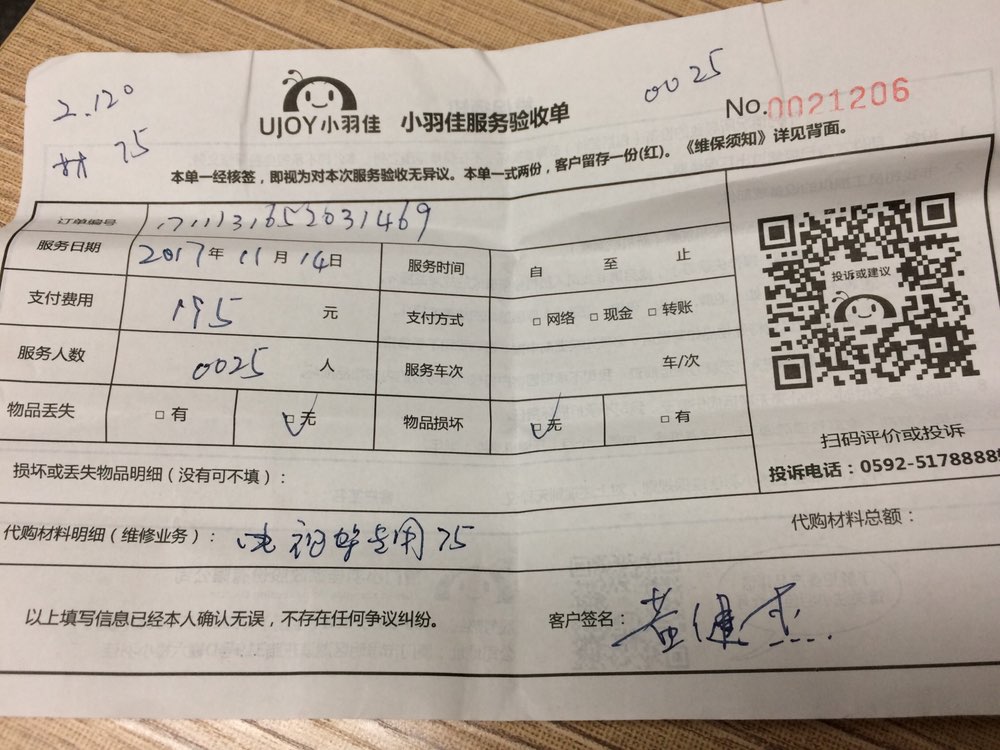 2.120
材 75
UJOY小羽佳 小羽佳服务验收单
0025
No.0021206
本单一经核签，即视为对本次服务验收无异议。本单一式两份，客户留存一份(红)。《维保须知》详见背面。
订单编号 1711131652031469
服务日期 2017年 11月 14日 服务时间 自 至 止
支付费用 195 元 支付方式 □ 网络 □ 现金 □ 转账
服务人数 0025 人 服务车次 车/次
物品丢失 □ 有 □ 无 物品损坏 □ 无 □ 有
投诉或建议
扫码评价或投诉
投诉电话：0592-5178888
损坏或丢失物品明细（没有可不填）：
代购材料明细（维修业务）： 用 75
代购材料总额：
以上填写信息已经本人确认无误，不存在任何争议纠纷。 客户签名： 黄健